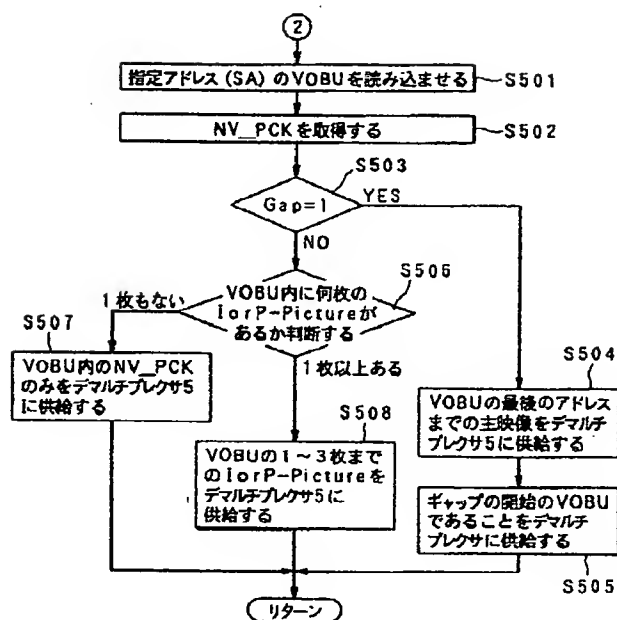 2
指定アドレス(SA)のVOBUを読み込ませる
S501
NV_PCKを取得する
S502
S503
Gap=1
YES
NO
S506
VOBU内に何枚の
IorP-Pictureが
あるか判断する
1枚もない
S507
1枚以上ある
VOBU内のNV_PCK
のみをデマルチプレクサ5
に供給する
S504
VOBUの最後のアドレス
までの主映像をデマルチ
プレクサ5に供給する
S508
VOBUの1~3枚まで
のIorP-Pictureを
デマルチプレクサ5に
供給する
ギャップの開始のVOBU
であることをデマルチ
プレクサに供給する
S505
リターン